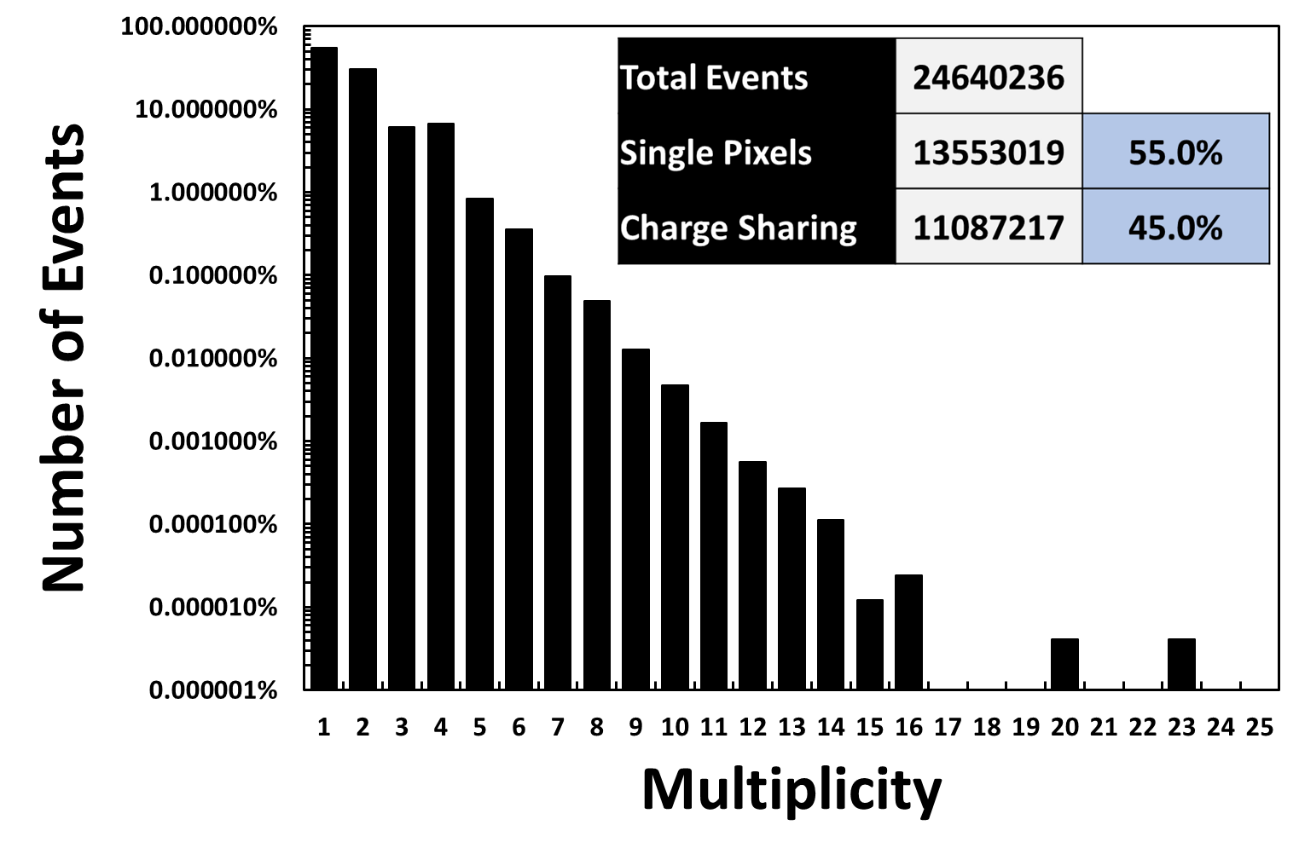 100.000000%
10.000000%
1.000000%
0.100000%
0.010000%
0.001000%
0.000100%
0.000010%
0.000001%
Number of Events
Total Events 24640236
Single Pixels 13553019 55.0%
Charge Sharing 11087217 45.0%
1 2 3 4 5 6 7 8 9 10 11 12 13 14 15 16 17 18 19 20 21 22 23 24 25
Multiplicity